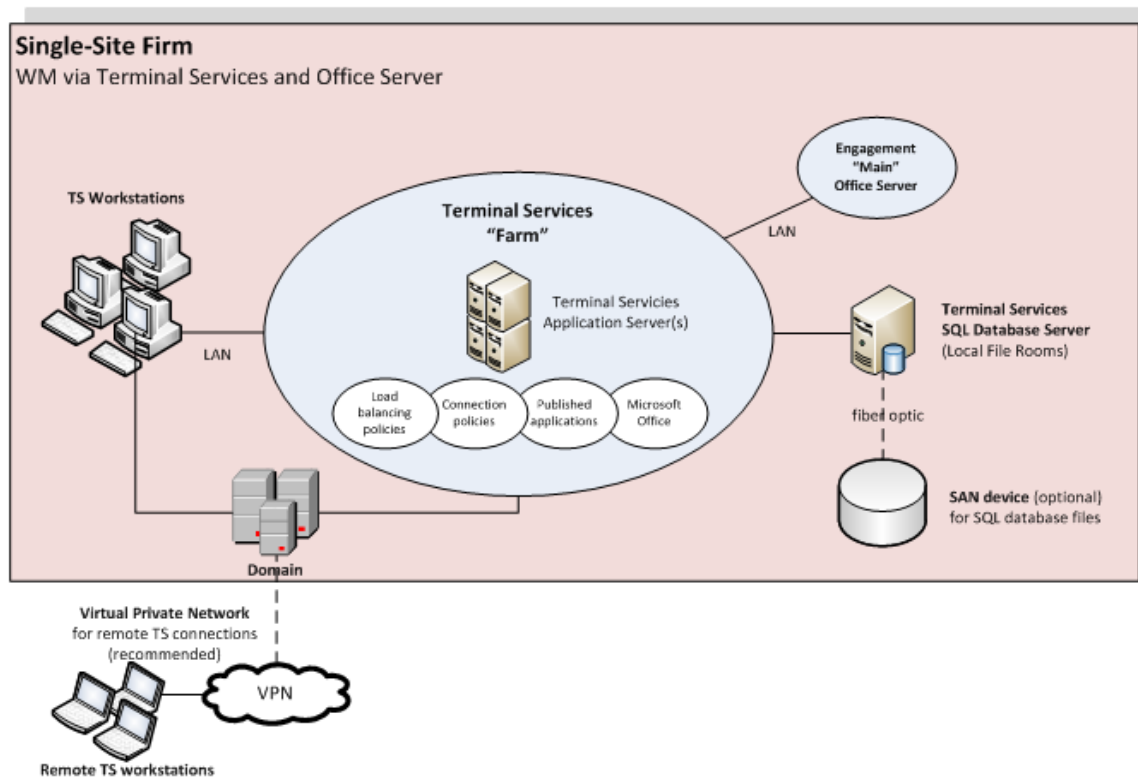 Single-Site Firm
WM via Terminal Services and Office Server
Engagement
"Main"
Office Server
TS Workstations
Terminal Services
"Farm"
LAN
Terminal Servicies
Application Server(s)
Terminal Services
SQL Database Server
(Local File Rooms)
LAN
Load
balancing
policies
Connection
policies
Published
applications
Microsoft
Office
fiber optic
SAN device (optional)
for SQL database files
Domain
Virtual Private Network
for remote TS connections
(recommended)
VPN
Remote TS workstations